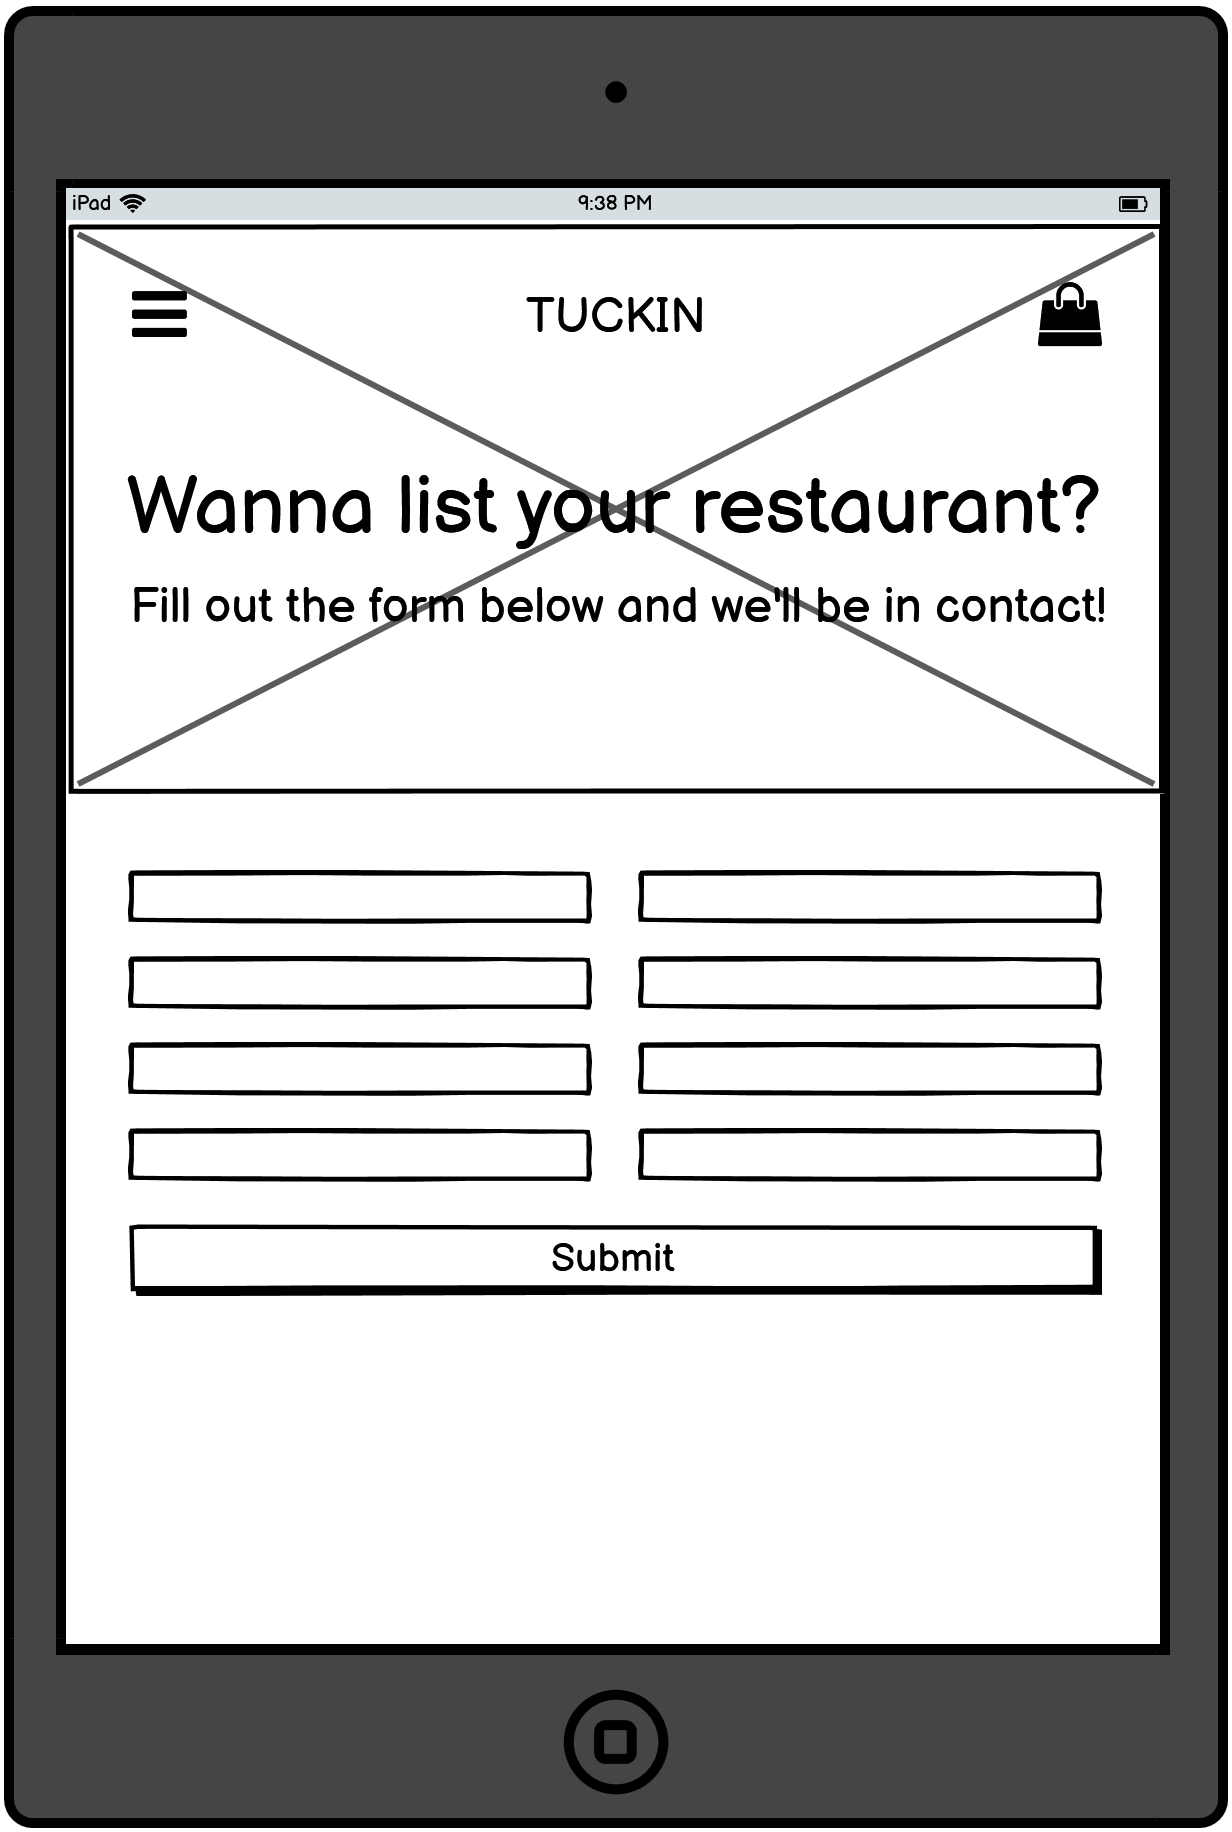 iPad 9:38 PM
TUCKIN
Wanna list your restaurant?
Fill out the form below and we'll be in contact!
Submit